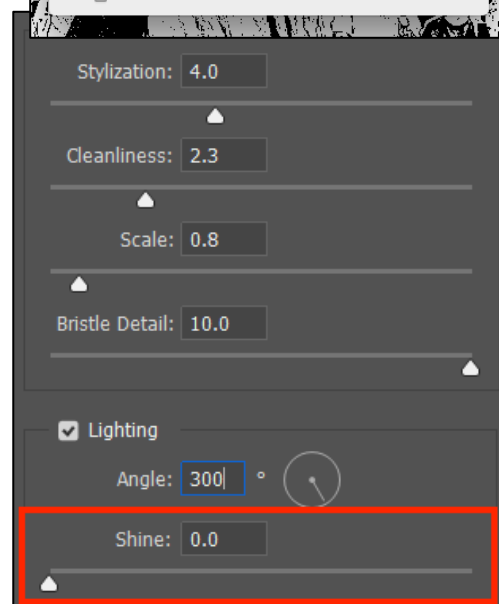 Stylization: 4.0
Cleanliness: 2.3
Scale: 0.8
Bristle Detail: 10.0
Lighting
Angle: 300 °
Shine: 0.0